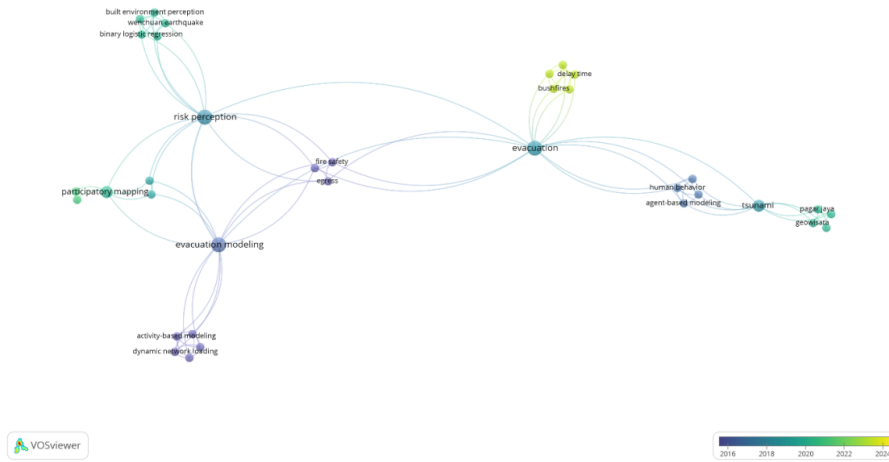 built environment perception
wenchuan earthquake
binary logistic regression
delay time
bushfires
risk perception
evacuation
fire safety
egress
participatory mapping
human behavior
agent-based modeling
tsunami
pagar jaya
geowisata
evacuation modeling
activity-based modeling
dynamic network loading
VOSviewer
2016 2018 2020 2022 2024